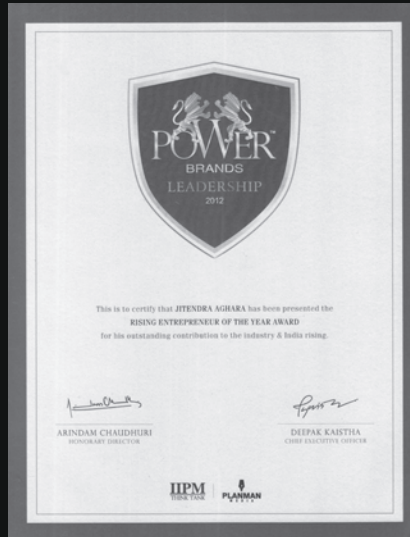 POWER™
BRANDS
LEADERSHIP
2012
This is to certify that JITENDRA AGHARA has been presented the
RISING ENTREPRENEUR OF THE YEAR AWARD
for his outstanding contribution to the industry & India rising.
ARINDAM CHAUDHURI
HONORARY DIRECTOR
DEEPAK KAISTHA
CHIEF EXECUTIVE OFFICER
IIPM
THINK TANK
PLANMAN
MEDIA